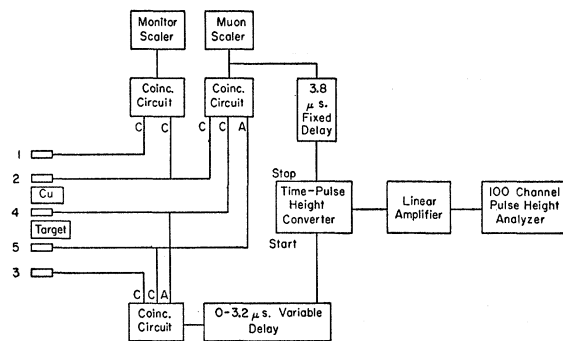 Monitor
Scaler
Muon
Scaler
Coinc.
Circuit
Coinc.
Circuit
3.8
μs.
Fixed
Delay
C
C
C
C
A
1
2
Cu
4
Target
5
3
Stop
Time-Pulse
Height
Converter
Start
Linear
Amplifier
100 Channel
Pulse Height
Analyzer
C
C
A
Coinc.
Circuit
0-3.2 μs. Variable
Delay